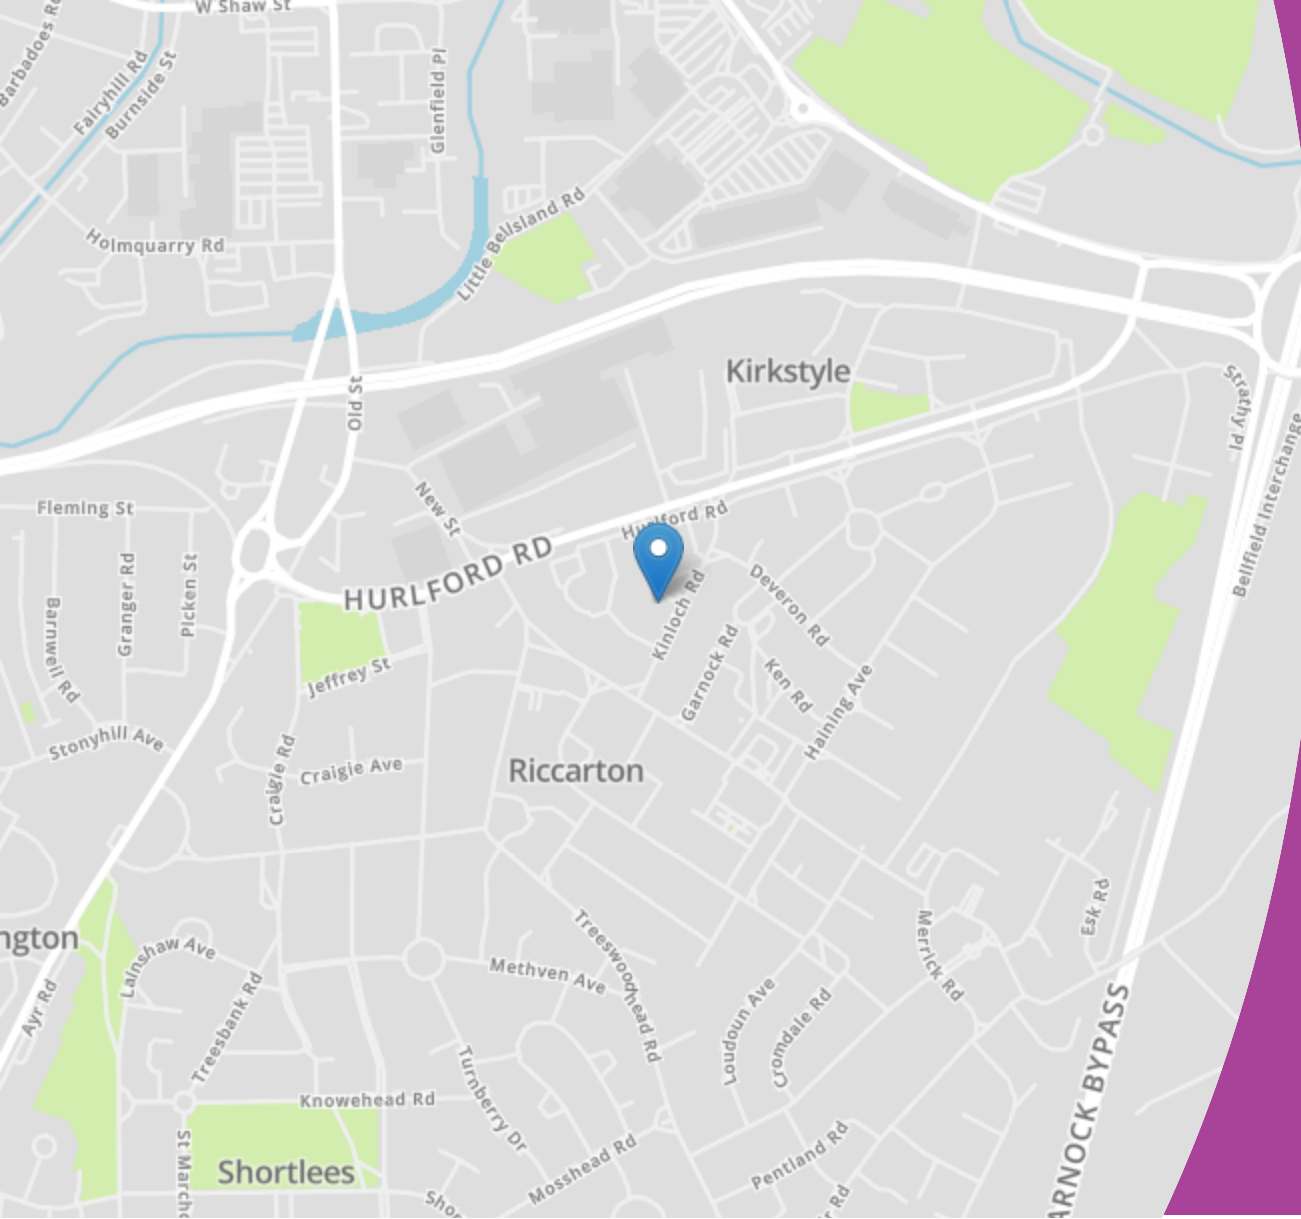 W Shaw St
Barbadoes Rd
Fairyhill Rd
Burnside St
Glenfield Pl
Holmquarry Rd
Little Bellsland Rd
Kirkstyle
Old St
Strathy Pl
Bellfield Interchange
Fleming St
New St
Hurlford Rd
HURLFORD RD
Granger Rd
Picken St
Barnweil Rd
Kinloch Rd
Deveron Rd
Garnock Rd
Ken Rd
Haining Ave
Jeffrey St
Stonyhill Ave
Craigie Rd
Craigie Ave
Riccarton
Esk Rd
ngton
Lainshaw Ave
Treeswoodhead Rd
Merrick Rd
Methven Ave
Ayr Rd
Treesbank Rd
Loudoun Ave
Cromdale Rd
ARNOCK BYPASS
Turnberry Dr
Knowehead Rd
St March
Shortlees
Mosshead Rd
Pentland Rd
Shor
r Rd